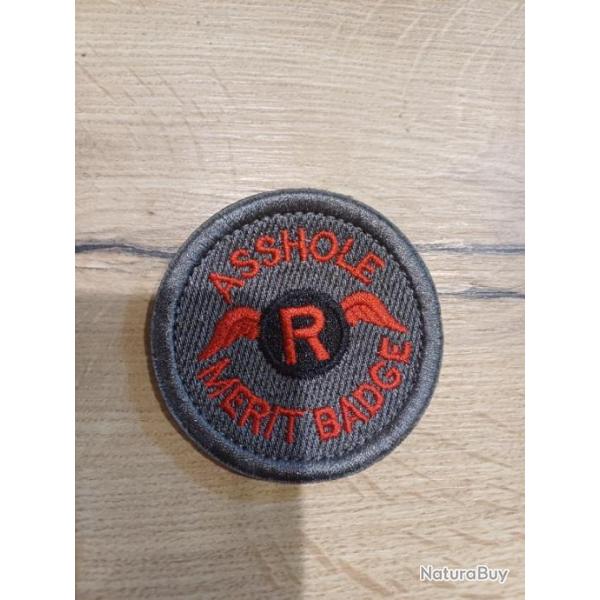 ASSHOLE
R
MERIT BADGE
NaturaBuy